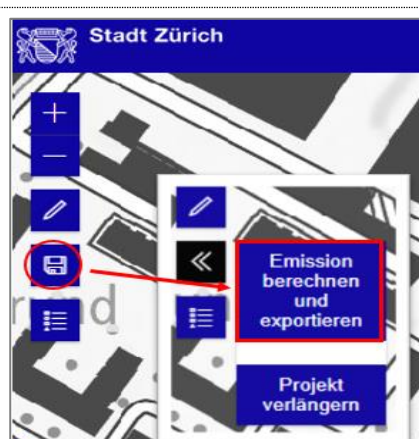 Stadt Zürich
+
−
Emission
berechnen
und
exportieren
Projekt
verlängern